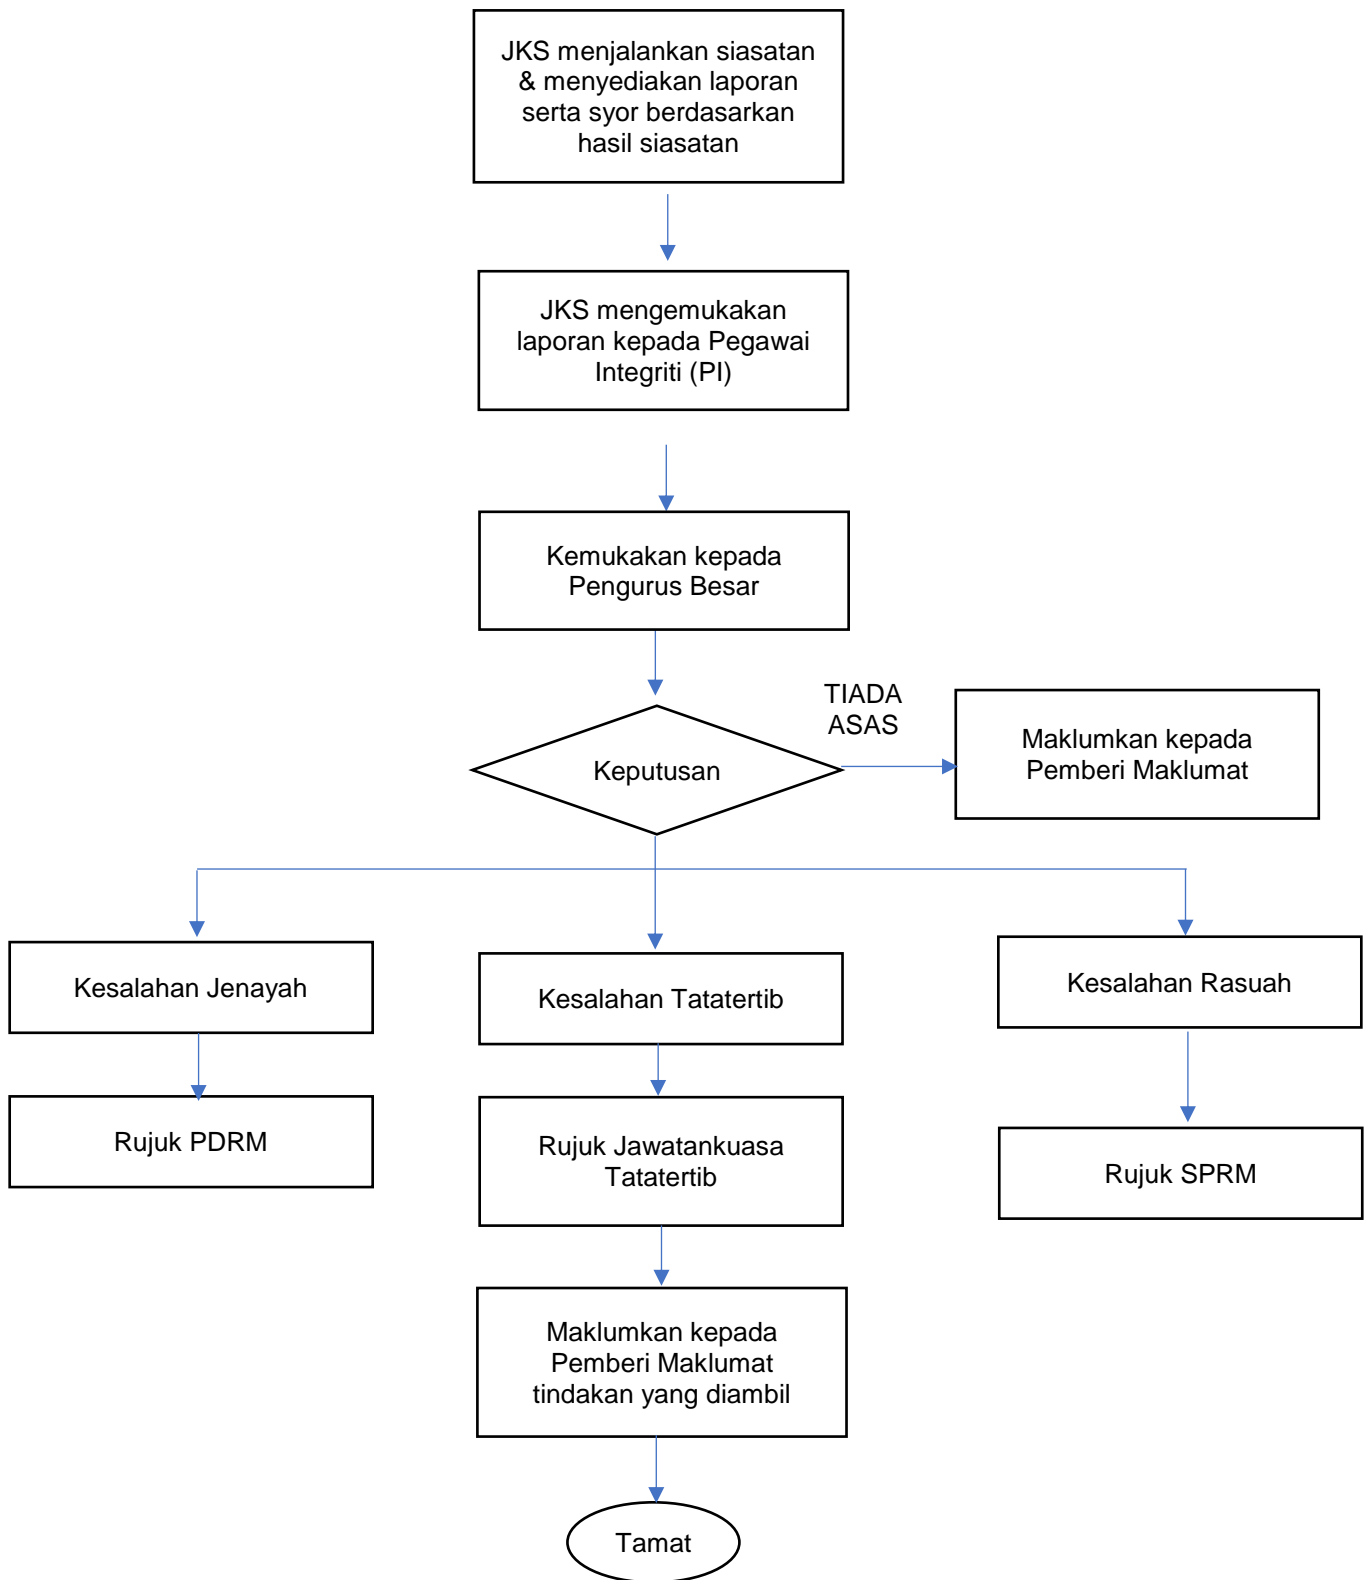 JKS menjalankan siasatan
& menyediakan laporan
serta syor berdasarkan
hasil siasatan
JKS mengemukakan
laporan kepada Pegawai
Integriti (PI)
Kemukakan kepada
Pengurus Besar
TIADA
ASAS
Keputusan
Maklumkan kepada
Pemberi Maklumat
Kesalahan Jenayah
Kesalahan Tatatertib
Kesalahan Rasuah
Rujuk PDRM
Rujuk Jawatankuasa
Tatatertib
Rujuk SPRM
Maklumkan kepada
Pemberi Maklumat
tindakan yang diambil
Tamat